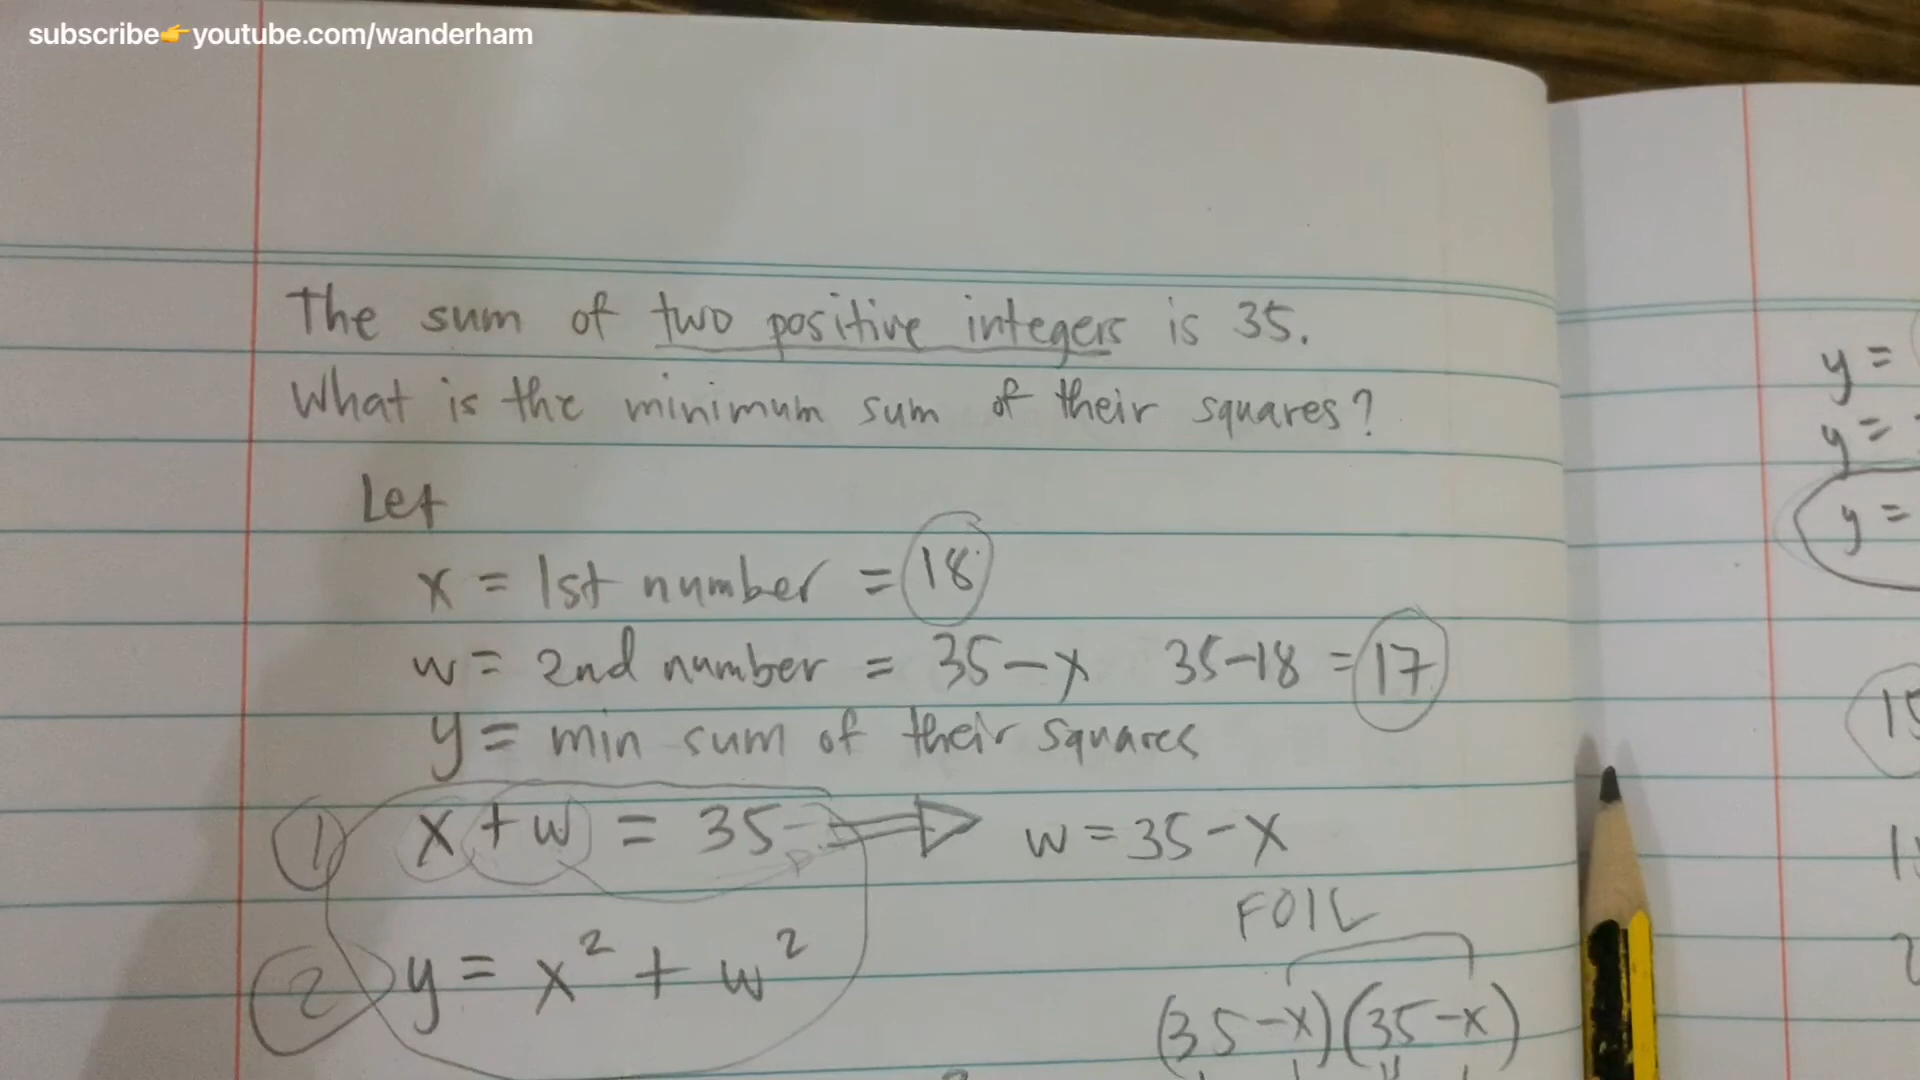 subscribe👉youtube.com/wanderham
The sum of two positive integers is 35.
What is the minimum sum of their squares?
Let
x = 1st number = 18
w = 2nd number = 35-x 35-18 = 17
y = min sum of their squares
1 x + w = 35 ⇒ w = 35 - x
FOIL
2 y = x² + w²
(35-x)(35-x)
y =
y =
y =